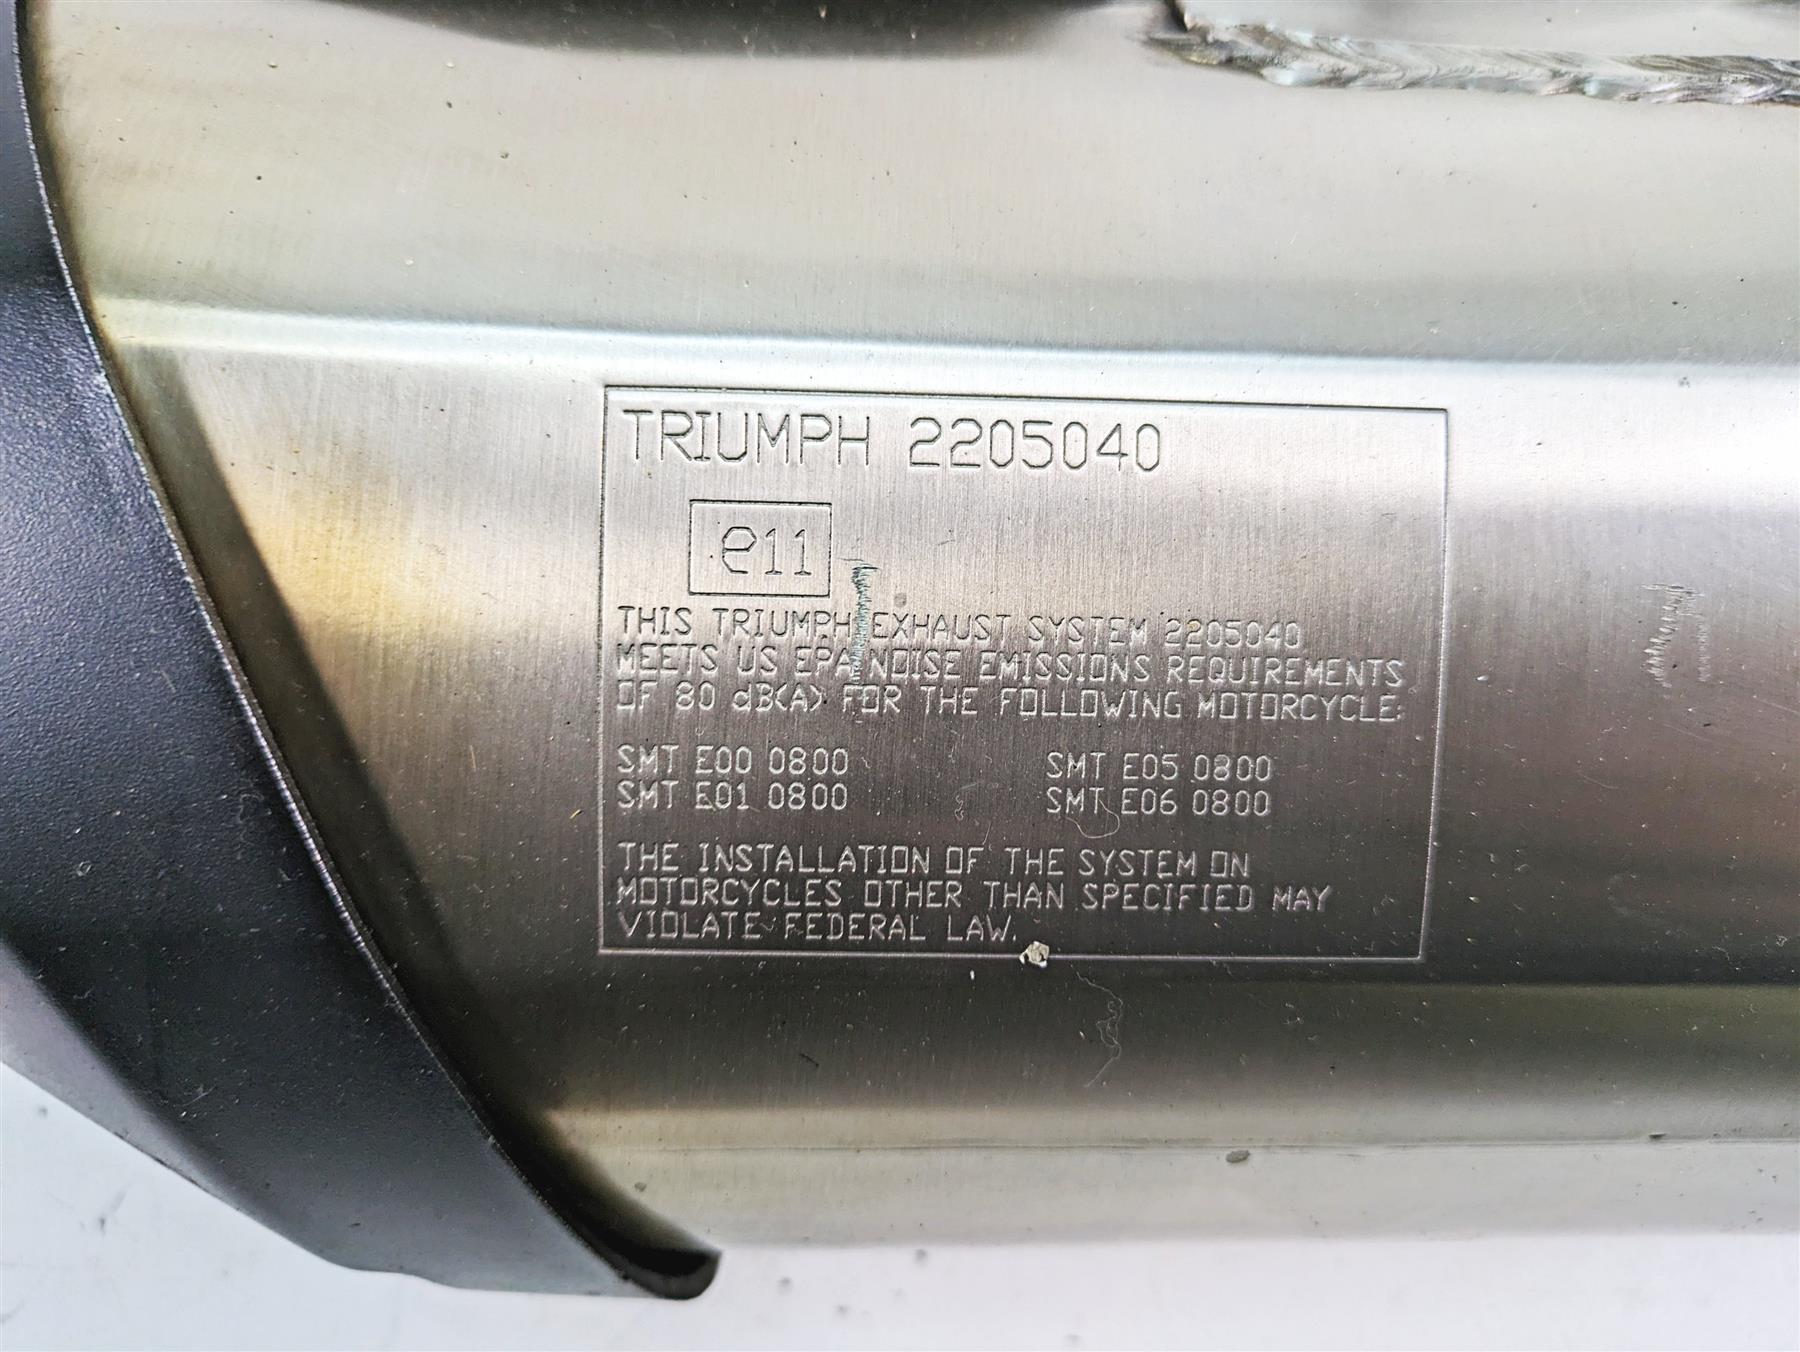 TRIUMPH 2205040
e11
THIS TRIUMPH EXHAUST SYSTEM 2205040
MEETS US EPA NOISE EMISSIONS REQUIREMENTS
OF 80 dB(A) FOR THE FOLLOWING MOTORCYCLE:
SMT E00 0800 SMT E05 0800
SMT E01 0800 SMT E06 0800
THE INSTALLATION OF THE SYSTEM ON
MOTORCYCLES OTHER THAN SPECIFIED MAY
VIOLATE FEDERAL LAW.